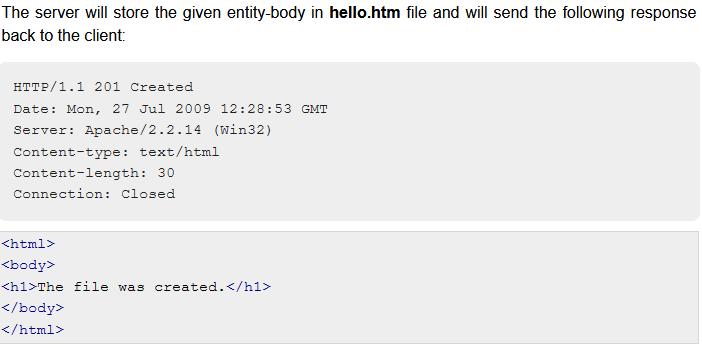 The server will store the given entity-body in hello.htm file and will send the following response
back to the client:
HTTP/1.1 201 Created
Date: Mon, 27 Jul 2009 12:28:53 GMT
Server: Apache/2.2.14 (Win32)
Content-type: text/html
Content-length: 30
Connection: Closed
<html>
<body>
<h1>The file was created.</h1>
</body>
</html>